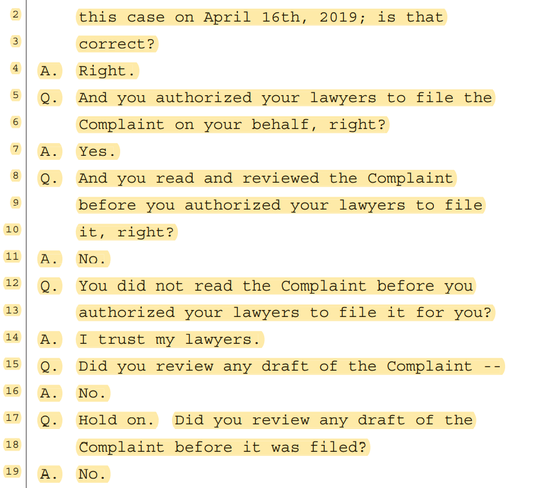 2 this case on April 16th, 2019; is that
3 correct?
4 A. Right.
5 Q. And you authorized your lawyers to file the
6 Complaint on your behalf, right?
7 A. Yes.
8 Q. And you read and reviewed the Complaint
9 before you authorized your lawyers to file
10 it, right?
11 A. No.
12 Q. You did not read the Complaint before you
13 authorized your lawyers to file it for you?
14 A. I trust my lawyers.
15 Q. Did you review any draft of the Complaint --
16 A. No.
17 Q. Hold on. Did you review any draft of the
18 Complaint before it was filed?
19 A. No.